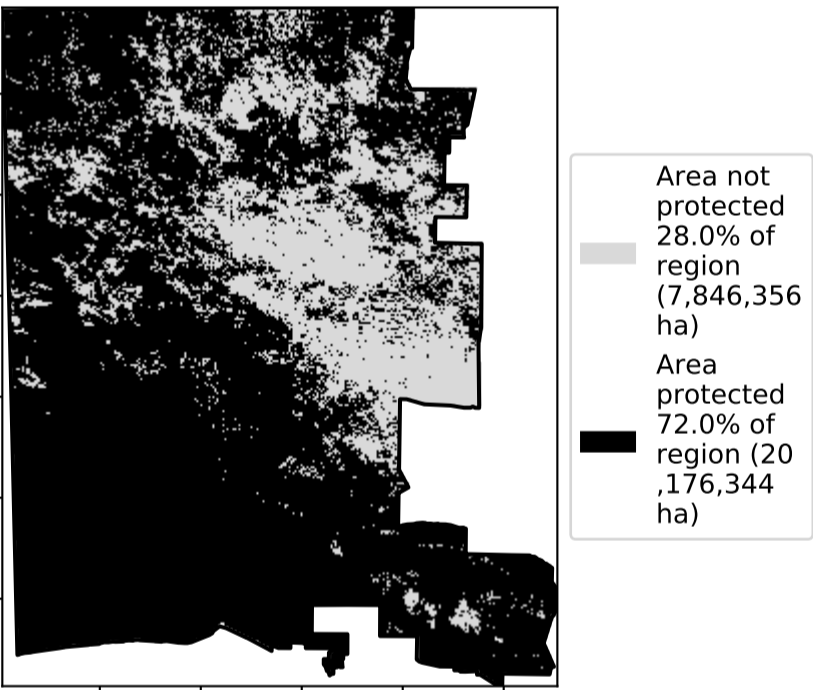 Area not
protected
28.0% of
region
(7,846,356
ha)
Area
protected
72.0% of
region (20
,176,344
ha)